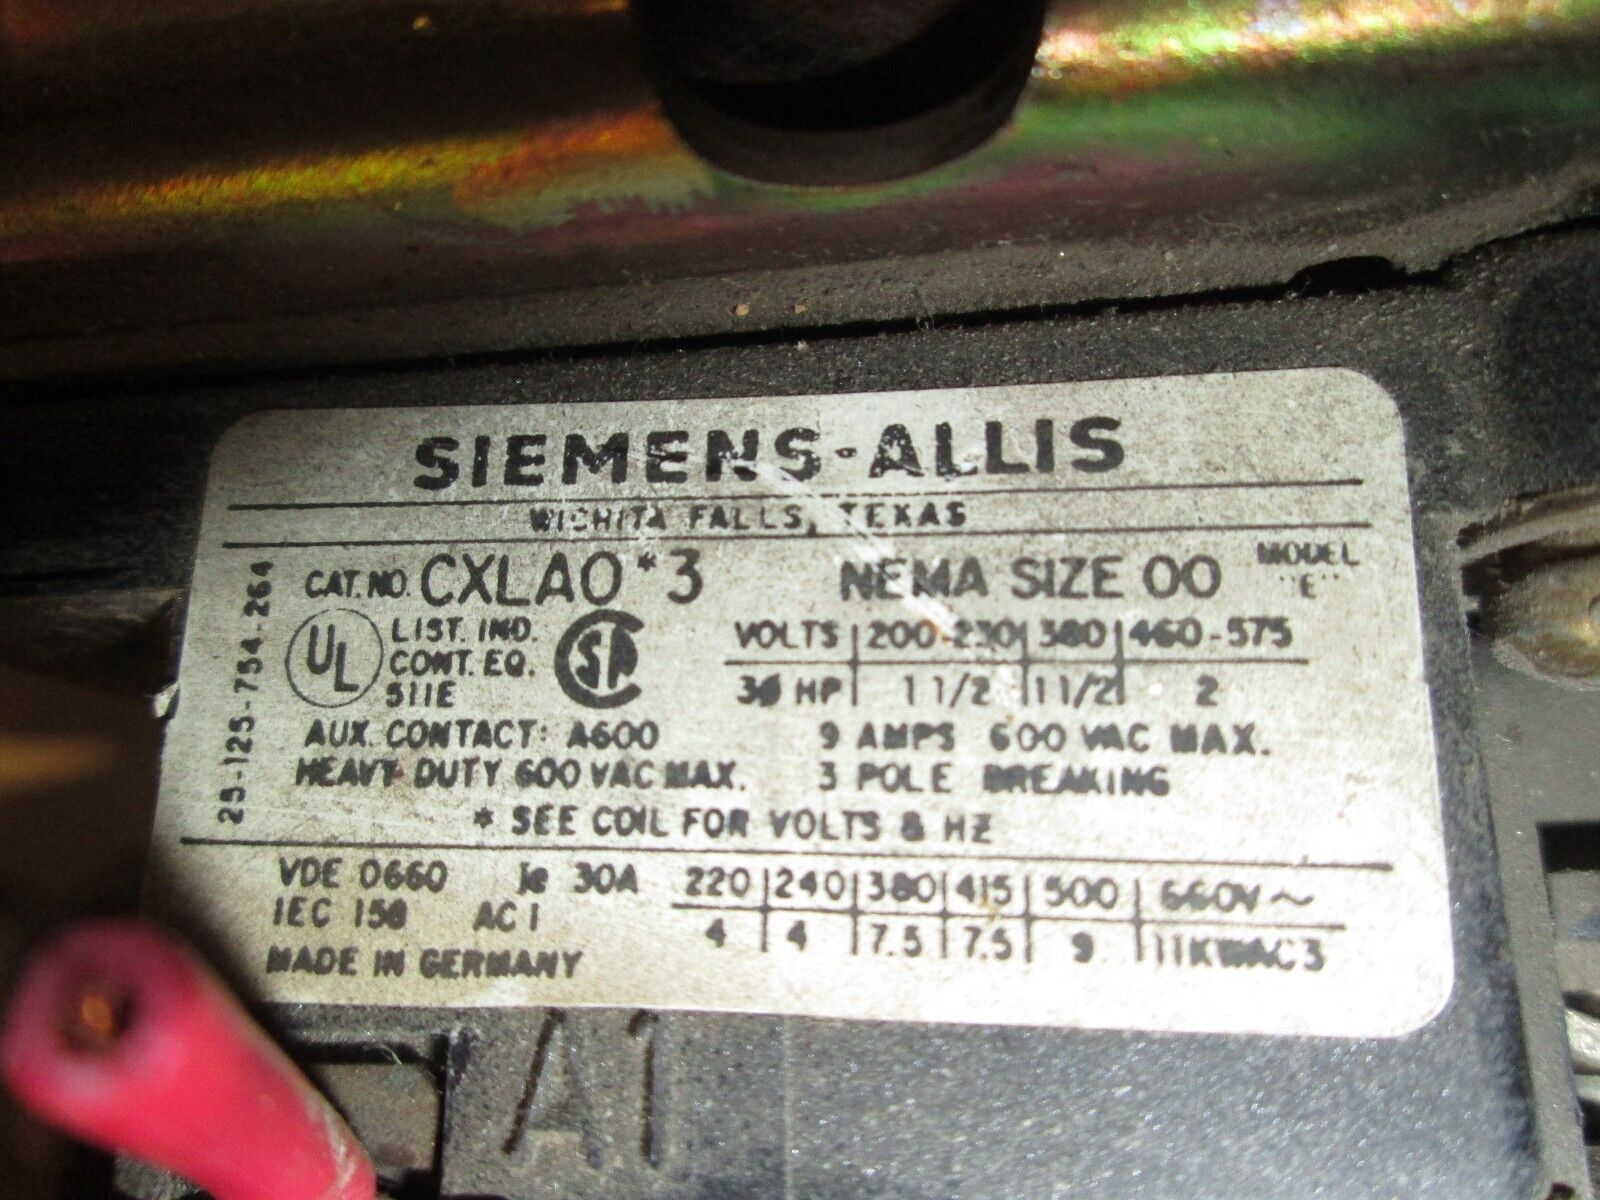 SIEMENS-ALLIS
WICHITA FALLS, TEXAS
CAT. NO. CXLAO*3 NEMA SIZE 00 MODEL "E"
25-125-754-264
UL LIST. IND. CONT. EQ. 511E
SP
VOLTS 200-230 380 460-575
3ϕ HP 1 1/2 1 1/2 2
AUX. CONTACT: A600 9 AMPS 600 VAC MAX.
HEAVY DUTY 600 VAC MAX. 3 POLE BREAKING
* SEE COIL FOR VOLTS & HZ
VDE 0660 Ie 30A 220 240 380 415 500 660V~
IEC 158 AC1 4 4 7.5 7.5 9 11KWAC3
MADE IN GERMANY
A1